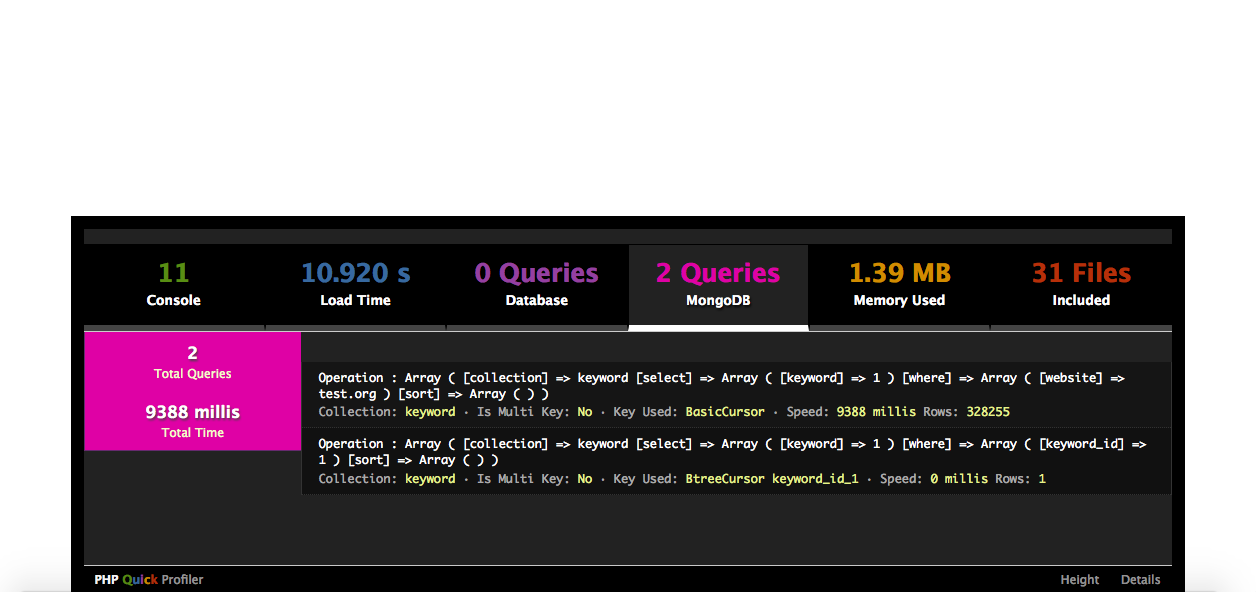 11 10.920 s 0 Queries 2 Queries 1.39 MB 31 Files
Console Load Time Database MongoDB Memory Used Included
2
Total Queries
9388 millis
Total Time
Operation : Array ( [collection] => keyword [select] => Array ( [keyword] => 1 ) [where] => Array ( [website] =>
test.org ) [sort] => Array ( ) )
Collection: keyword · Is Multi Key: No · Key Used: BasicCursor · Speed: 9388 millis Rows: 328255
Operation : Array ( [collection] => keyword [select] => Array ( [keyword] => 1 ) [where] => Array ( [keyword_id] =>
1 ) [sort] => Array ( ) )
Collection: keyword · Is Multi Key: No · Key Used: BtreeCursor keyword_id_1 · Speed: 0 millis Rows: 1
PHP Quick Profiler Height Details